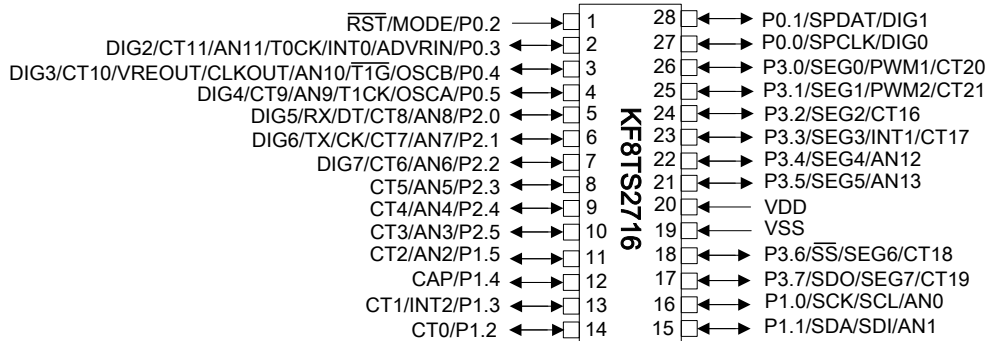 RST/MODE/P0.2 1 28 P0.1/SPDAT/DIG1
DIG2/CT11/AN11/T0CK/INT0/ADVRIN/P0.3 2 27 P0.0/SPCLK/DIG0
DIG3/CT10/VREOUT/CLKOUT/AN10/T1G/OSCB/P0.4 3 26 P3.0/SEG0/PWM1/CT20
DIG4/CT9/AN9/T1CK/OSCA/P0.5 4 25 P3.1/SEG1/PWM2/CT21
DIG5/RX/DT/CT8/AN8/P2.0 5 24 P3.2/SEG2/CT16
DIG6/TX/CK/CT7/AN7/P2.1 6 23 P3.3/SEG3/INT1/CT17
DIG7/CT6/AN6/P2.2 7 22 P3.4/SEG4/AN12
CT5/AN5/P2.3 8 21 P3.5/SEG5/AN13
CT4/AN4/P2.4 9 20 VDD
CT3/AN3/P2.5 10 19 VSS
CT2/AN2/P1.5 11 18 P3.6/SS/SEG6/CT18
CAP/P1.4 12 17 P3.7/SDO/SEG7/CT19
CT1/INT2/P1.3 13 16 P1.0/SCK/SCL/AN0
CT0/P1.2 14 15 P1.1/SDA/SDI/AN1
KF8TS2716